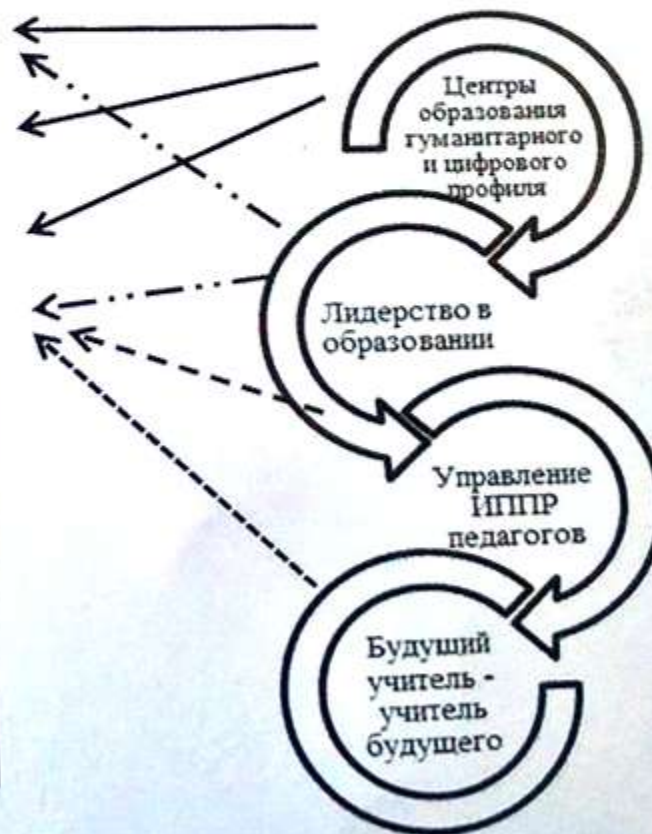 Центры
образования
гуманитарного
и цифрового
профиля
Лидерство в
образовании
Управление
ИППР
педагогов
Будущий
учитель -
учитель
будущего